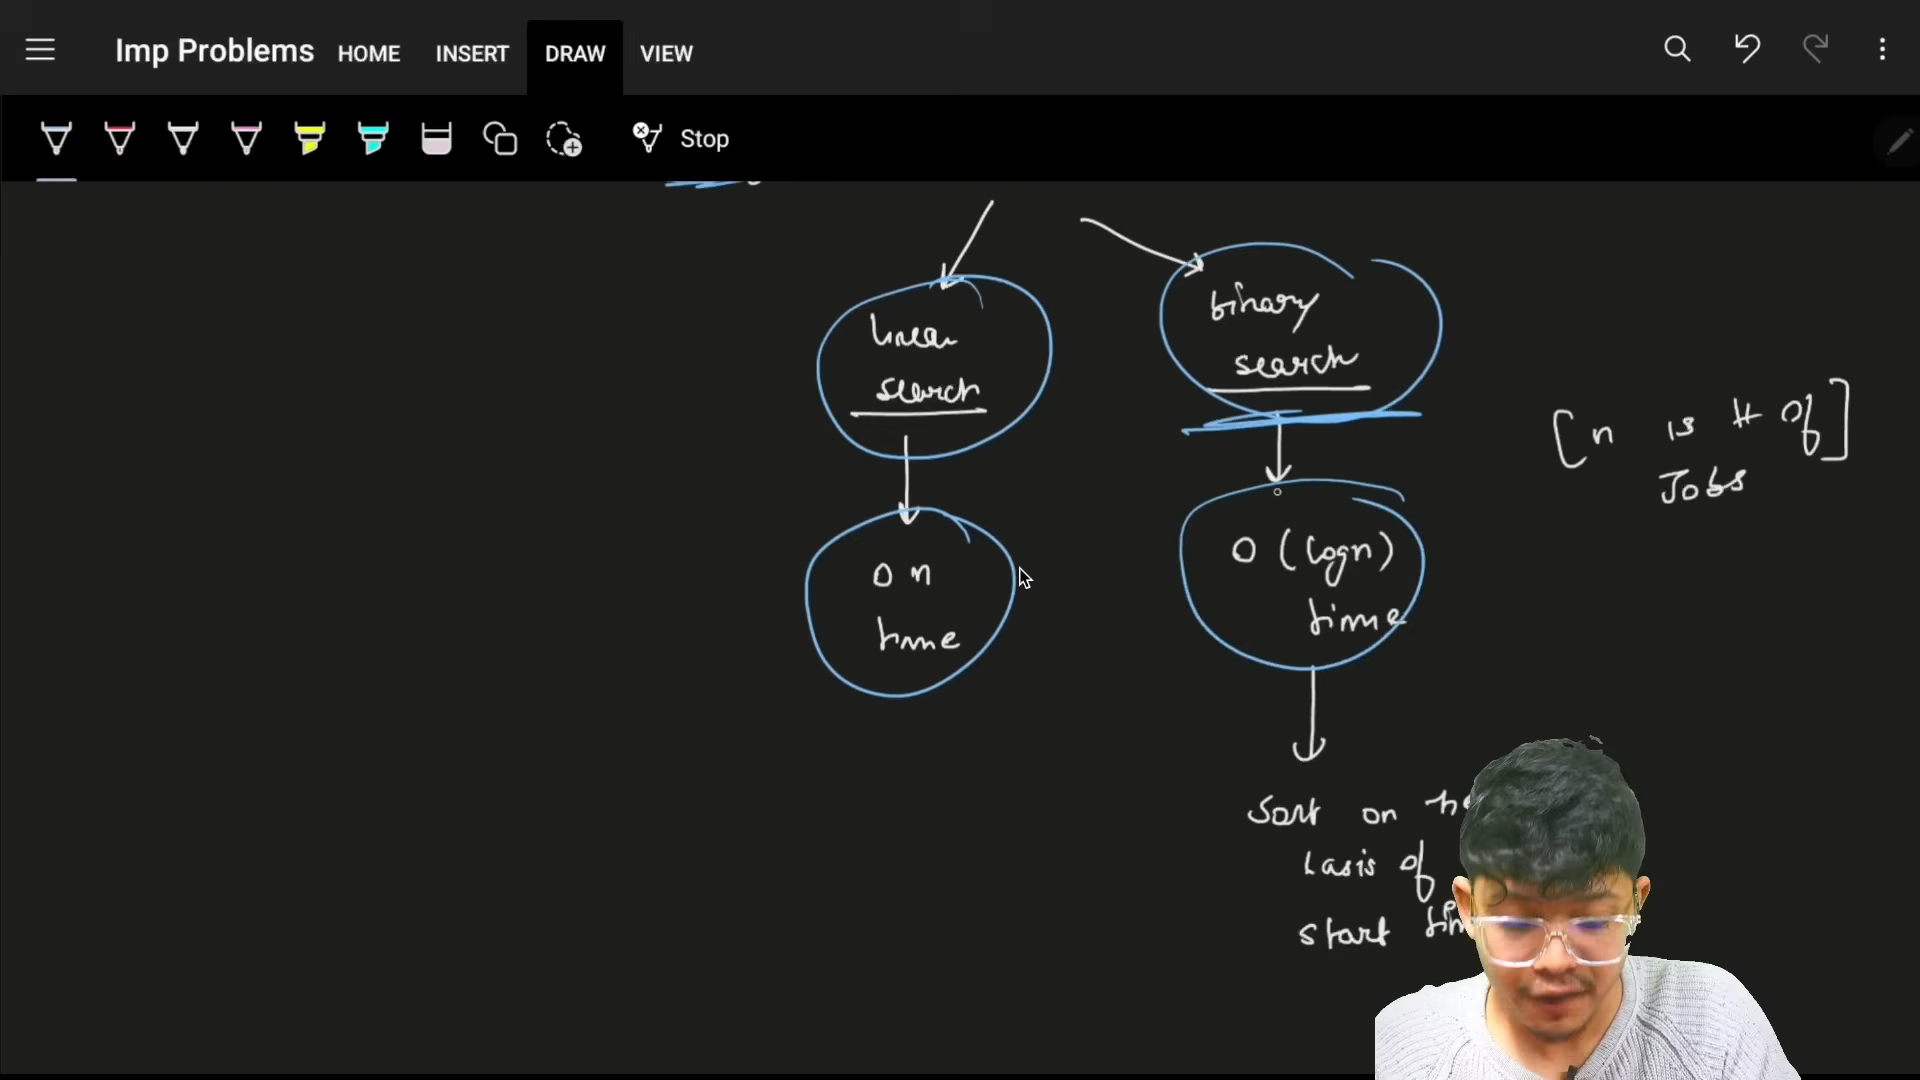 Imp Problems HOME INSERT DRAW VIEW
Stop
linear
search
binary
search
[n is # of]
Jobs
O n
time
O (logn)
time
Sort on
basis of
start